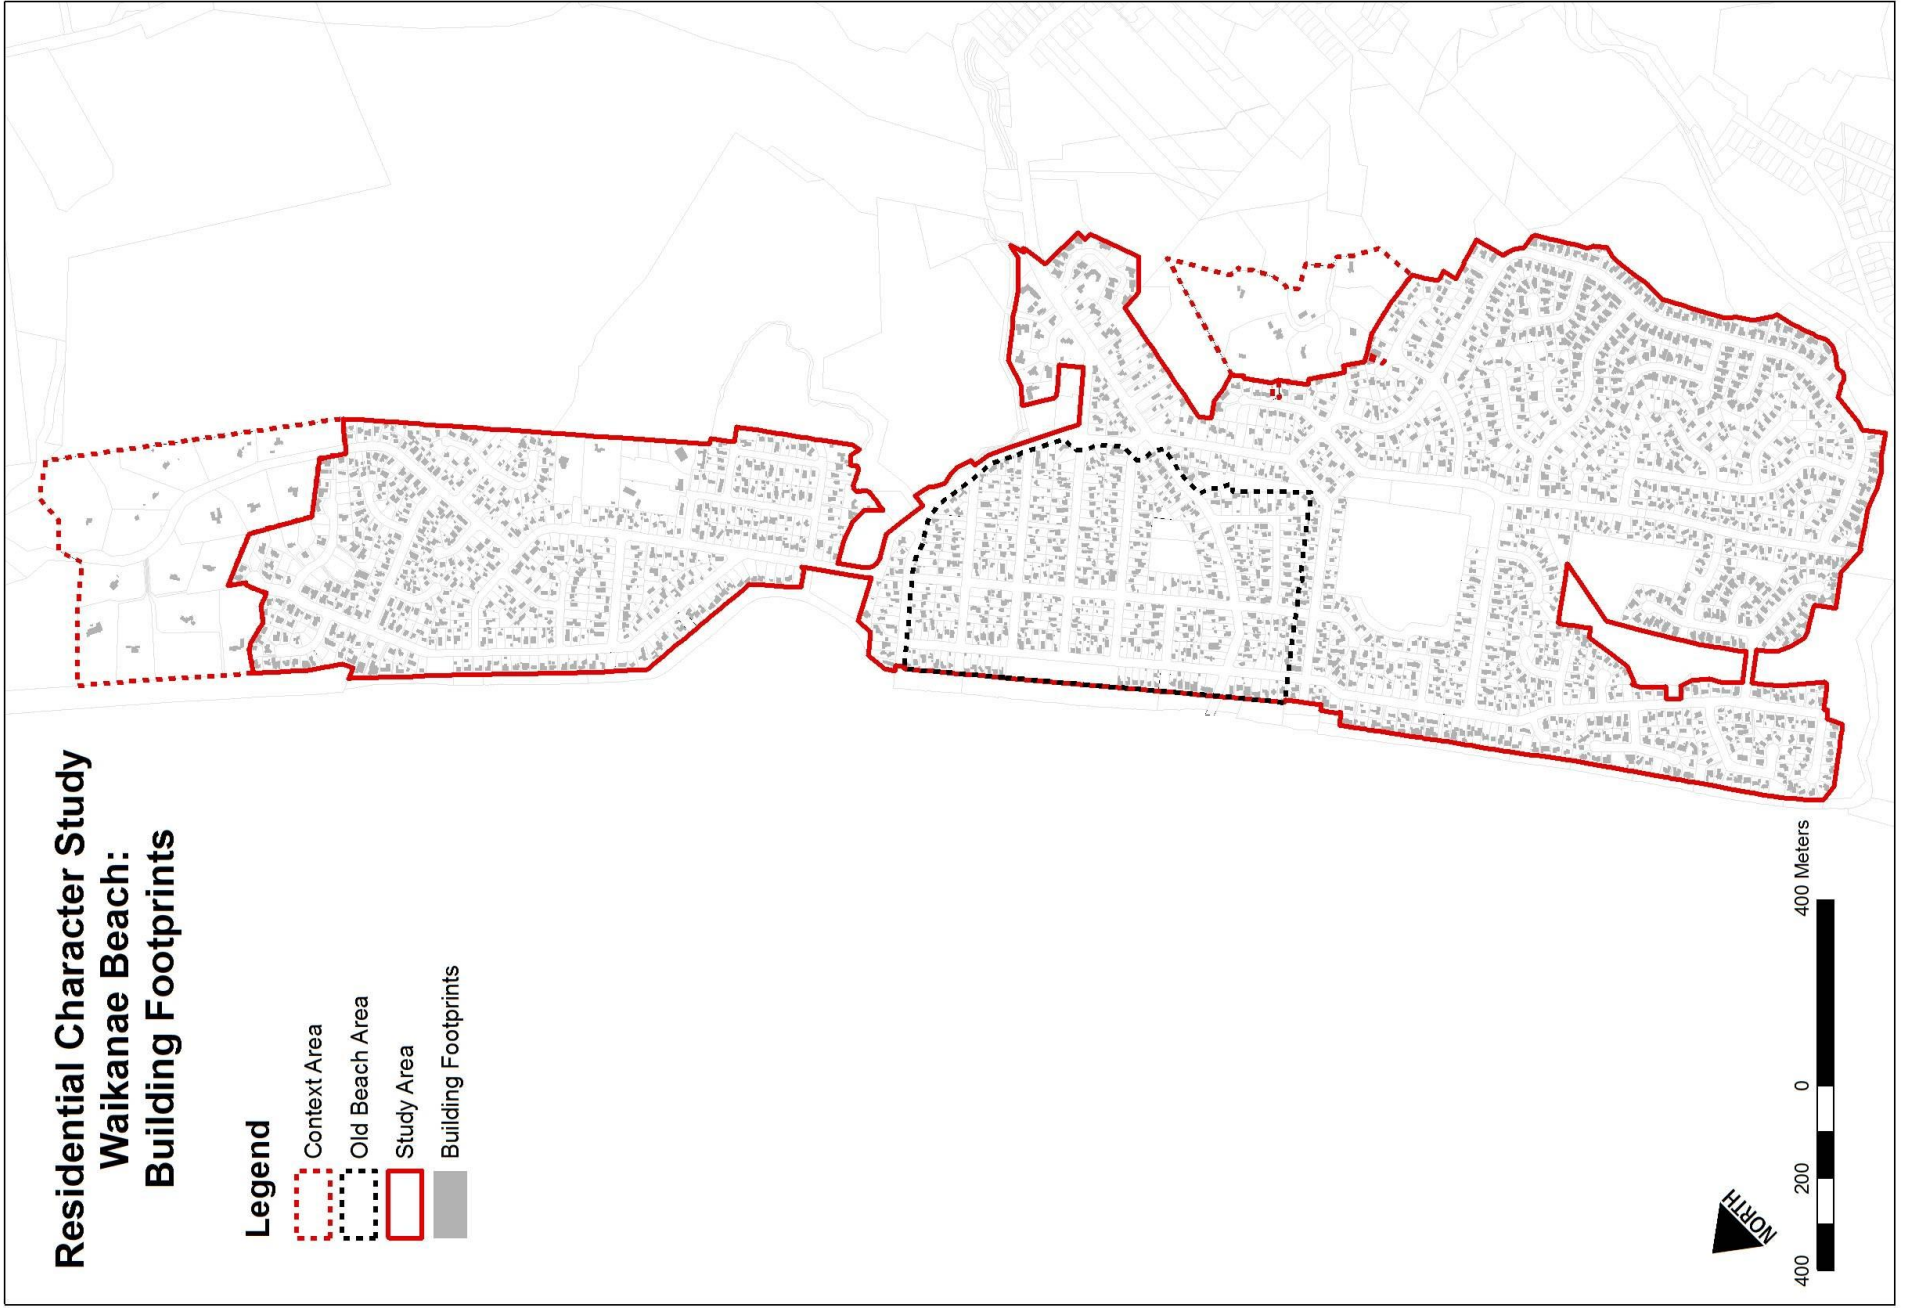 Residential Character Study
Waikanae Beach:
Building Footprints
Legend
Context Area
Old Beach Area
Study Area
Building Footprints
NORTH
400 200 0 400 Meters